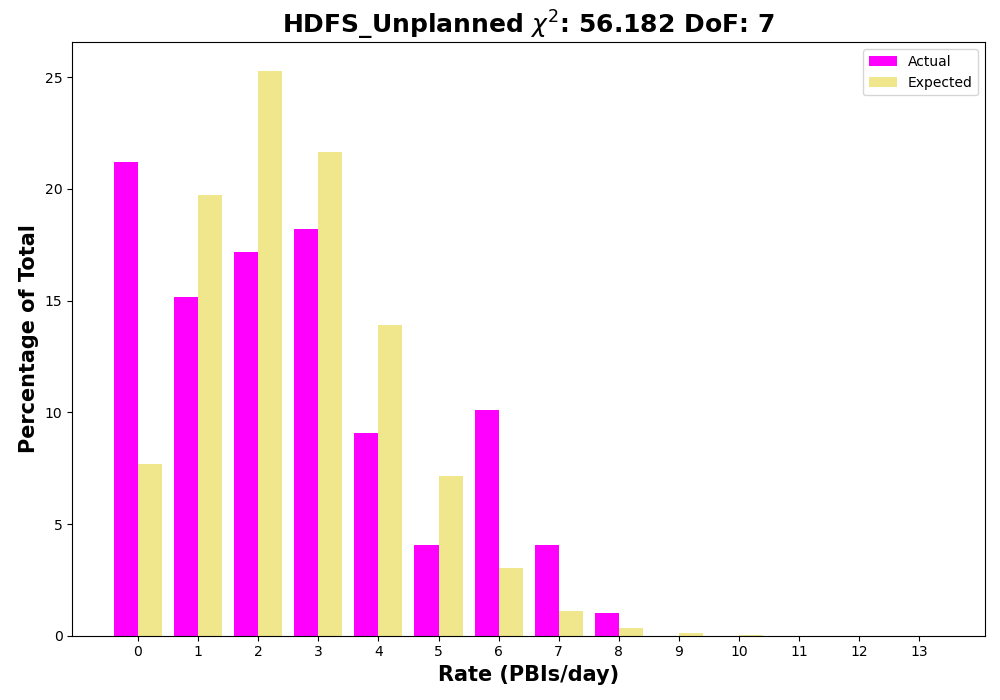 HDFS_Unplanned χ²: 56.182 DoF: 7
Actual
Expected
Percentage of Total
25
20
15
10
5
0
0 1 2 3 4 5 6 7 8 9 10 11 12 13
Rate (PBIs/day)